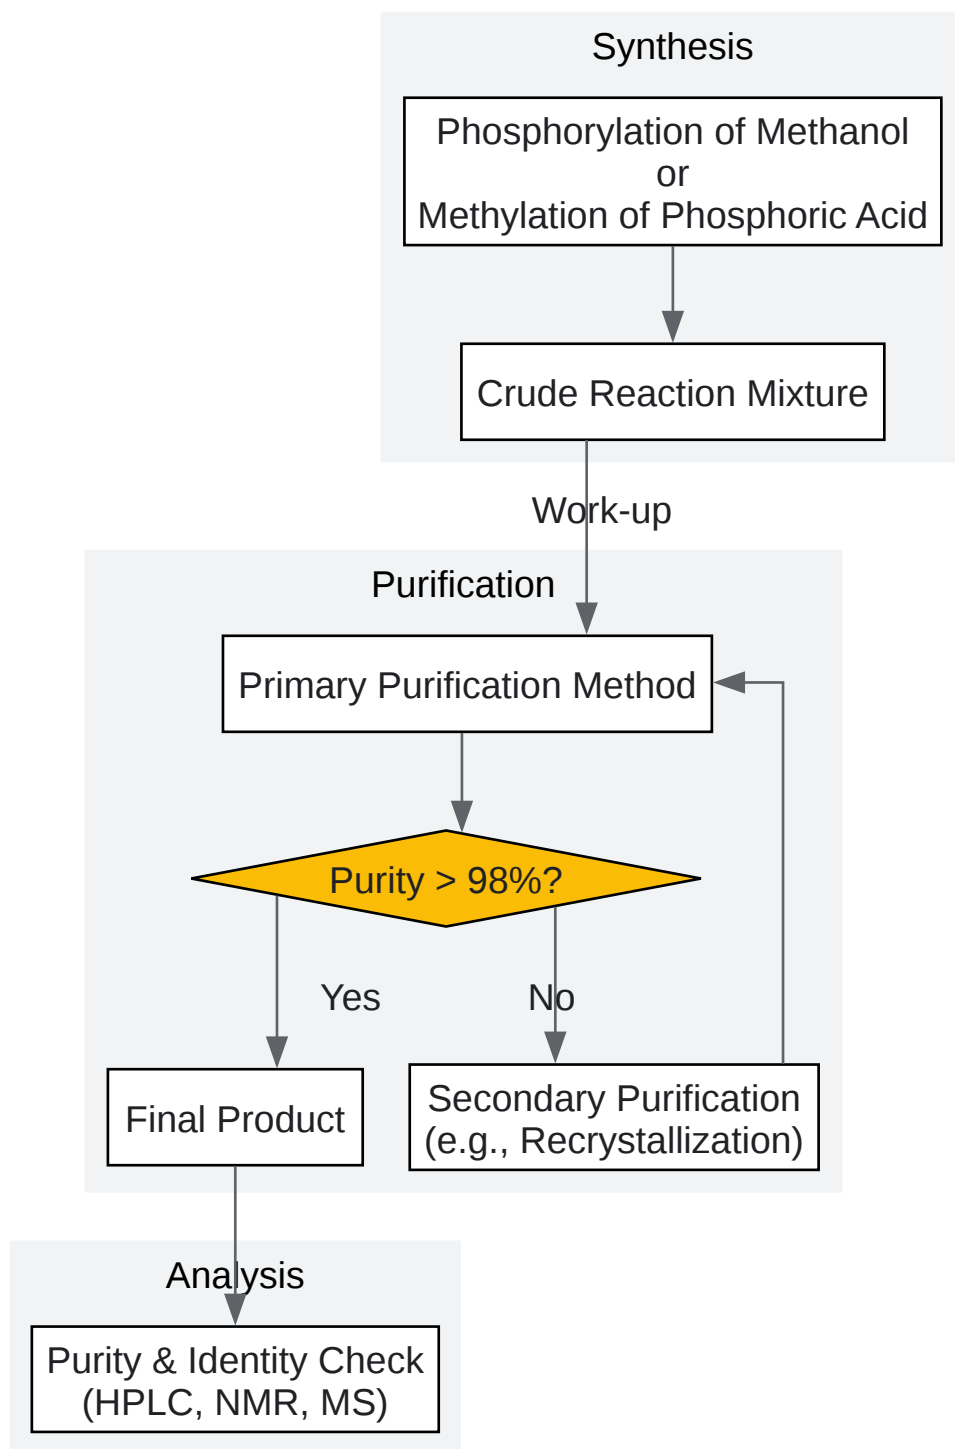 Synthesis
Phosphorylation of Methanol
or
Methylation of Phosphoric Acid
Crude Reaction Mixture
Work-up
Purification
Primary Purification Method
Purity > 98%?
Yes
No
Final Product
Secondary Purification
(e.g., Recrystallization)
Analysis
Purity & Identity Check
(HPLC, NMR, MS)